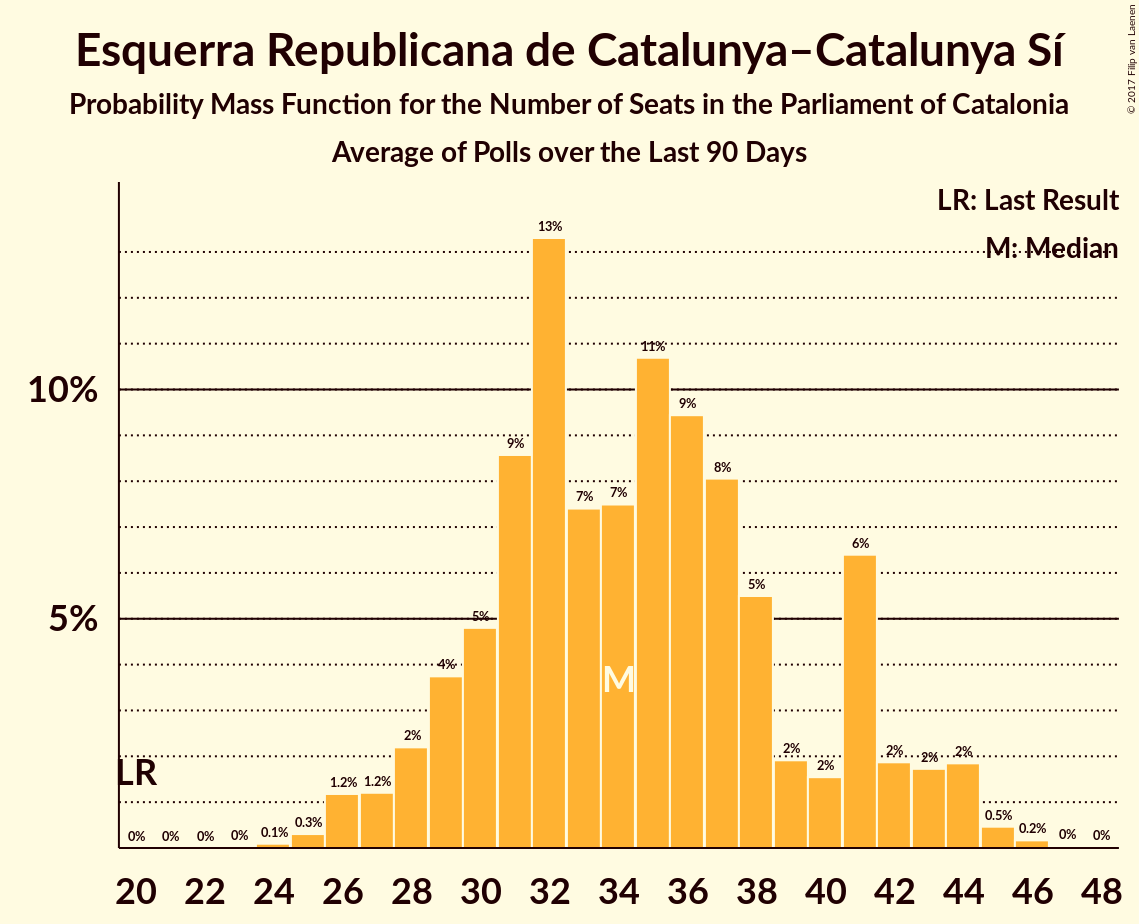 Esquerra Republicana de Catalunya–Catalunya Sí
Probability Mass Function for the Number of Seats in the Parliament of Catalonia
Average of Polls over the Last 90 Days
© 2017 Filip van Laenen
LR: Last Result
M: Median
10%
5%
LR
M
0% 0% 0% 0% 0.1% 0.3% 1.2% 1.2% 2% 4% 5% 9% 13% 7% 7% 11% 9% 8% 5% 2% 2% 6% 2% 2% 2% 0.5% 0.2% 0% 0%
20 22 24 26 28 30 32 34 36 38 40 42 44 46 48